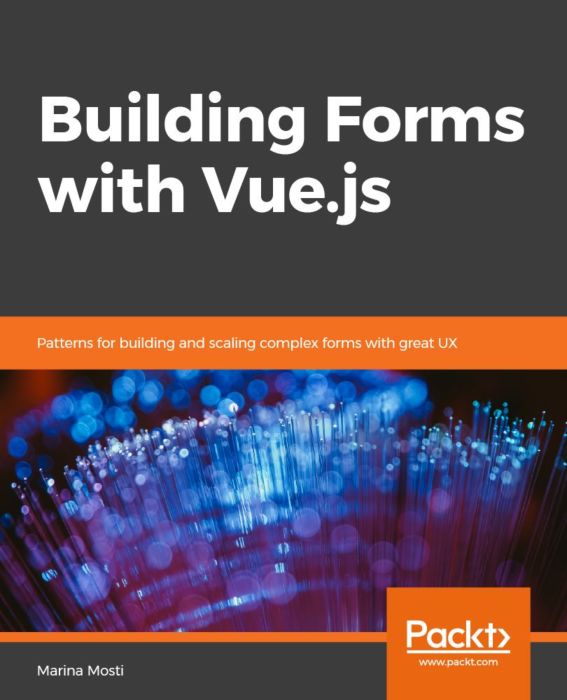 Building Forms
with Vue.js
Patterns for building and scaling complex forms with great UX
Packt>
www.packt.com
Marina Mosti